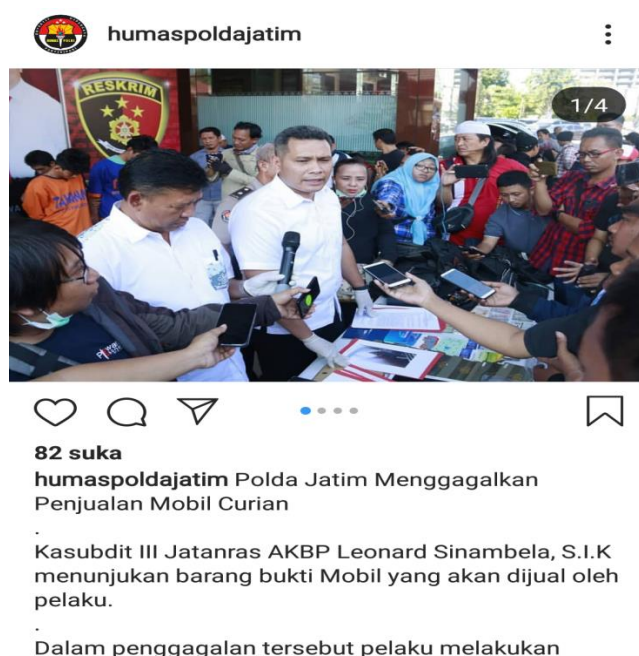 humaspoldajatim
RESKRIM
1/4
82 suka
humaspoldajatim Polda Jatim Menggagalkan
Penjualan Mobil Curian
.
Kasubdit III Jatanras AKBP Leonard Sinambela, S.I.K
menunjukan barang bukti Mobil yang akan dijual oleh
pelaku.
.
Dalam penggagalan tersebut pelaku melakukan